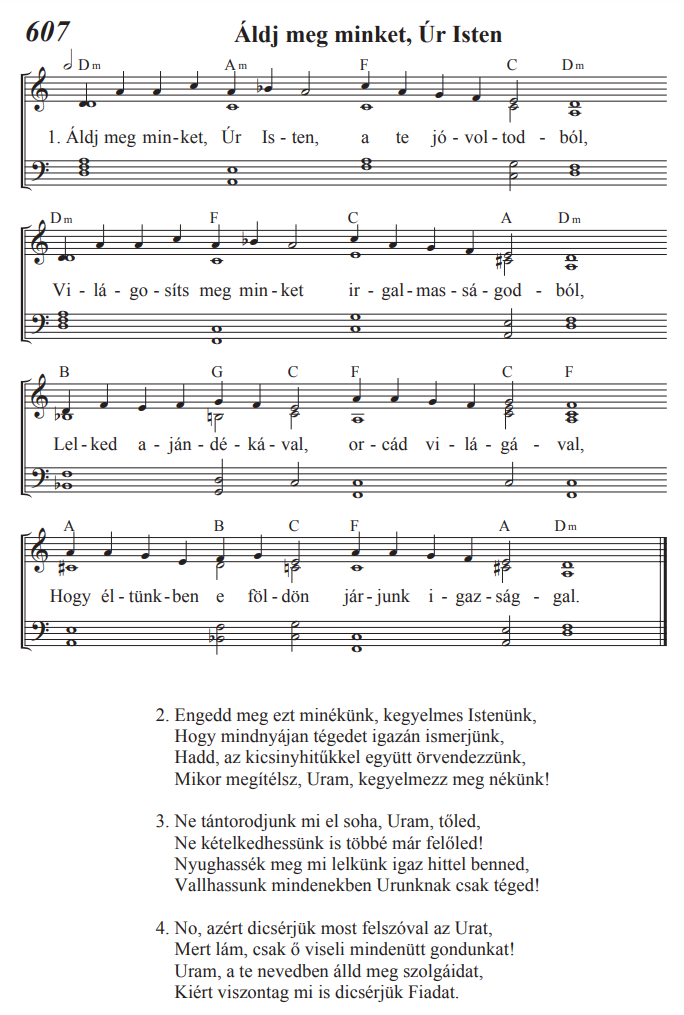 607
Áldj meg minket, Úr Isten
Dm Am F C Dm
1. Áldj meg min-ket, Úr Is - ten, a te jó - vol - tod - ból,
Dm F C A Dm
Vi - lá - go - síts meg min - ket ir - gal - mas - sá - god - ból,
B G C F C F
Lel - ked a - ján - dé - ká - val, or - cád vi - lá - gá - val,
A B C F A Dm
Hogy él - tünk - ben e föl - dön jár - junk i - gaz - ság - gal.
2. Engedd meg ezt minékünk, kegyelmes Istenünk,
Hogy mindnyájan tégedet igazán ismerjünk,
Hadd, az kicsinyhitűkkel együtt örvendezzünk,
Mikor megítélsz, Uram, kegyelmezz meg nékünk!
3. Ne tántorodjunk mi el soha, Uram, tőled,
Ne kételkedhessünk is többé már felőled!
Nyughassék meg mi lelkünk igaz hittel benned,
Vallhassunk mindenekben Urunknak csak téged!
4. No, azért dicsérjük most felszóval az Urat,
Mert lám, csak ő viseli mindenütt gondunkat!
Uram, a te nevedben álld meg szolgáidat,
Kiért viszontag mi is dicsérjük Fiadat.